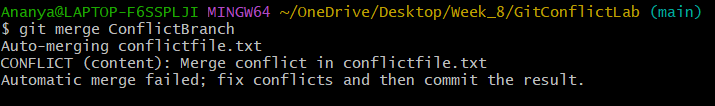 Ananya@LAPTOP-F6SSPLJI MINGW64 ~/OneDrive/Desktop/Week_8/GitConflictLab (main)
$ git merge ConflictBranch
Auto-merging conflictfile.txt
CONFLICT (content): Merge conflict in conflictfile.txt
Automatic merge failed; fix conflicts and then commit the result.